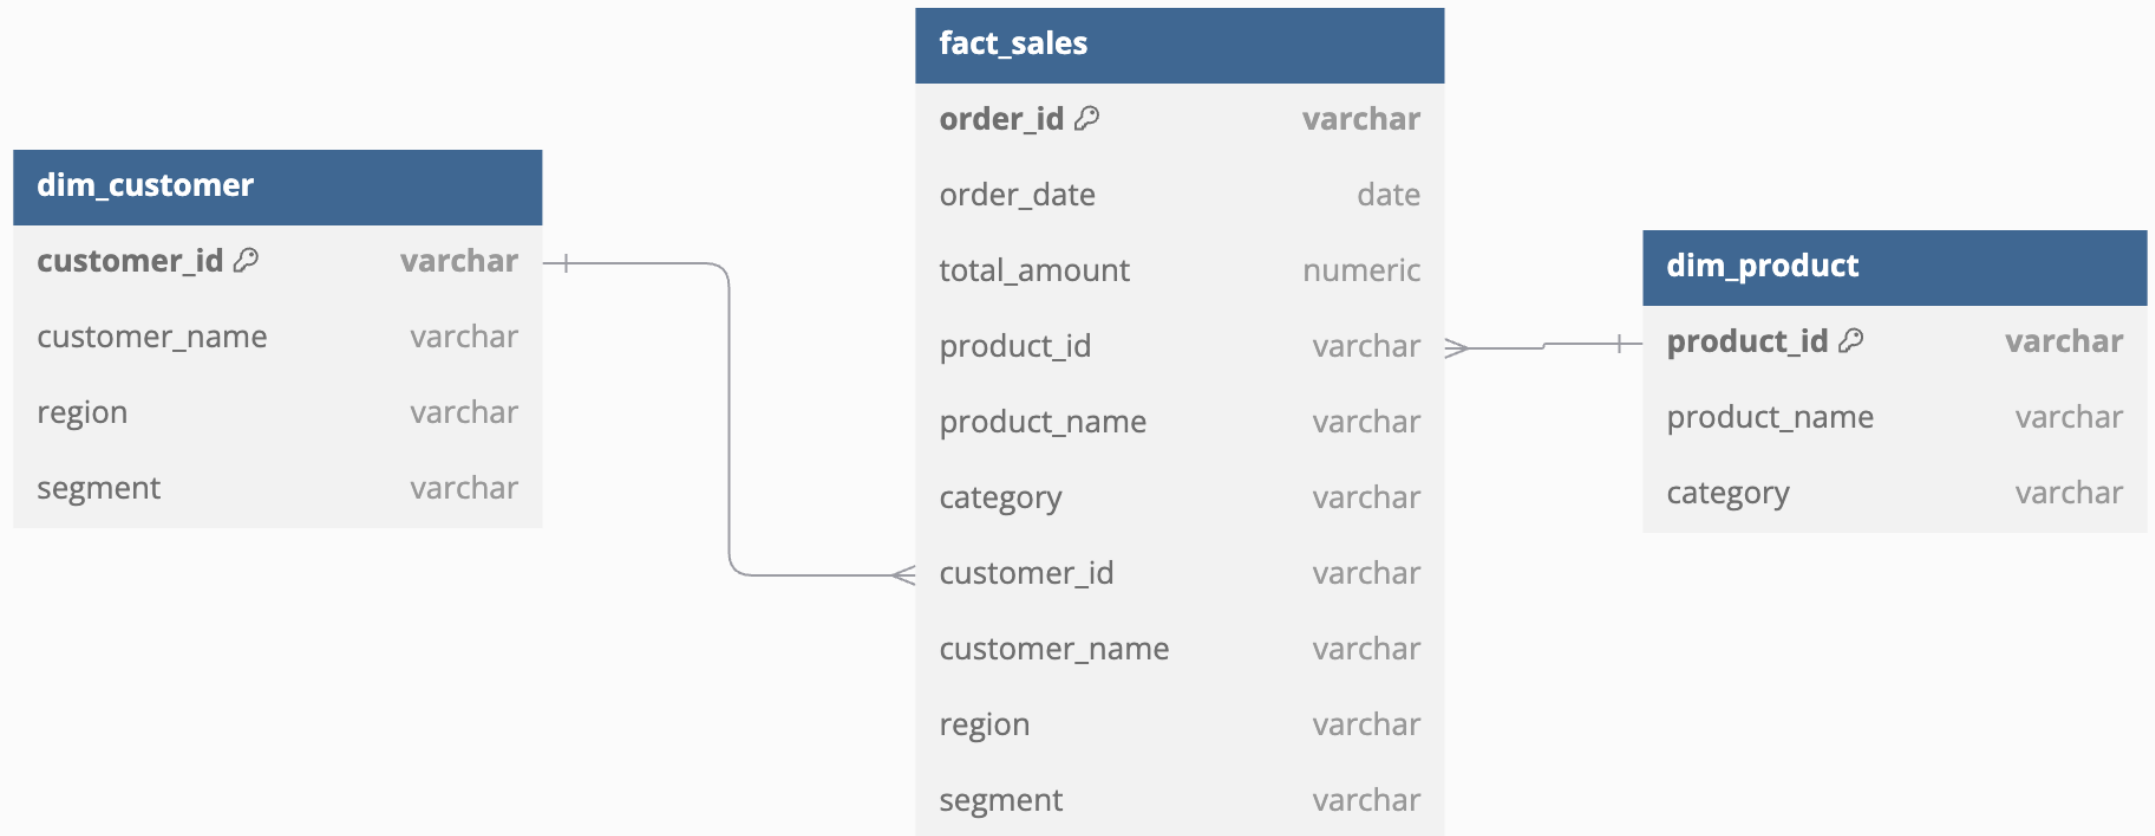 dim_customer
customer_id varchar
customer_name varchar
region varchar
segment varchar
fact_sales
order_id varchar
order_date date
total_amount numeric
product_id varchar
product_name varchar
category varchar
customer_id varchar
customer_name varchar
region varchar
segment varchar
dim_product
product_id varchar
product_name varchar
category varchar